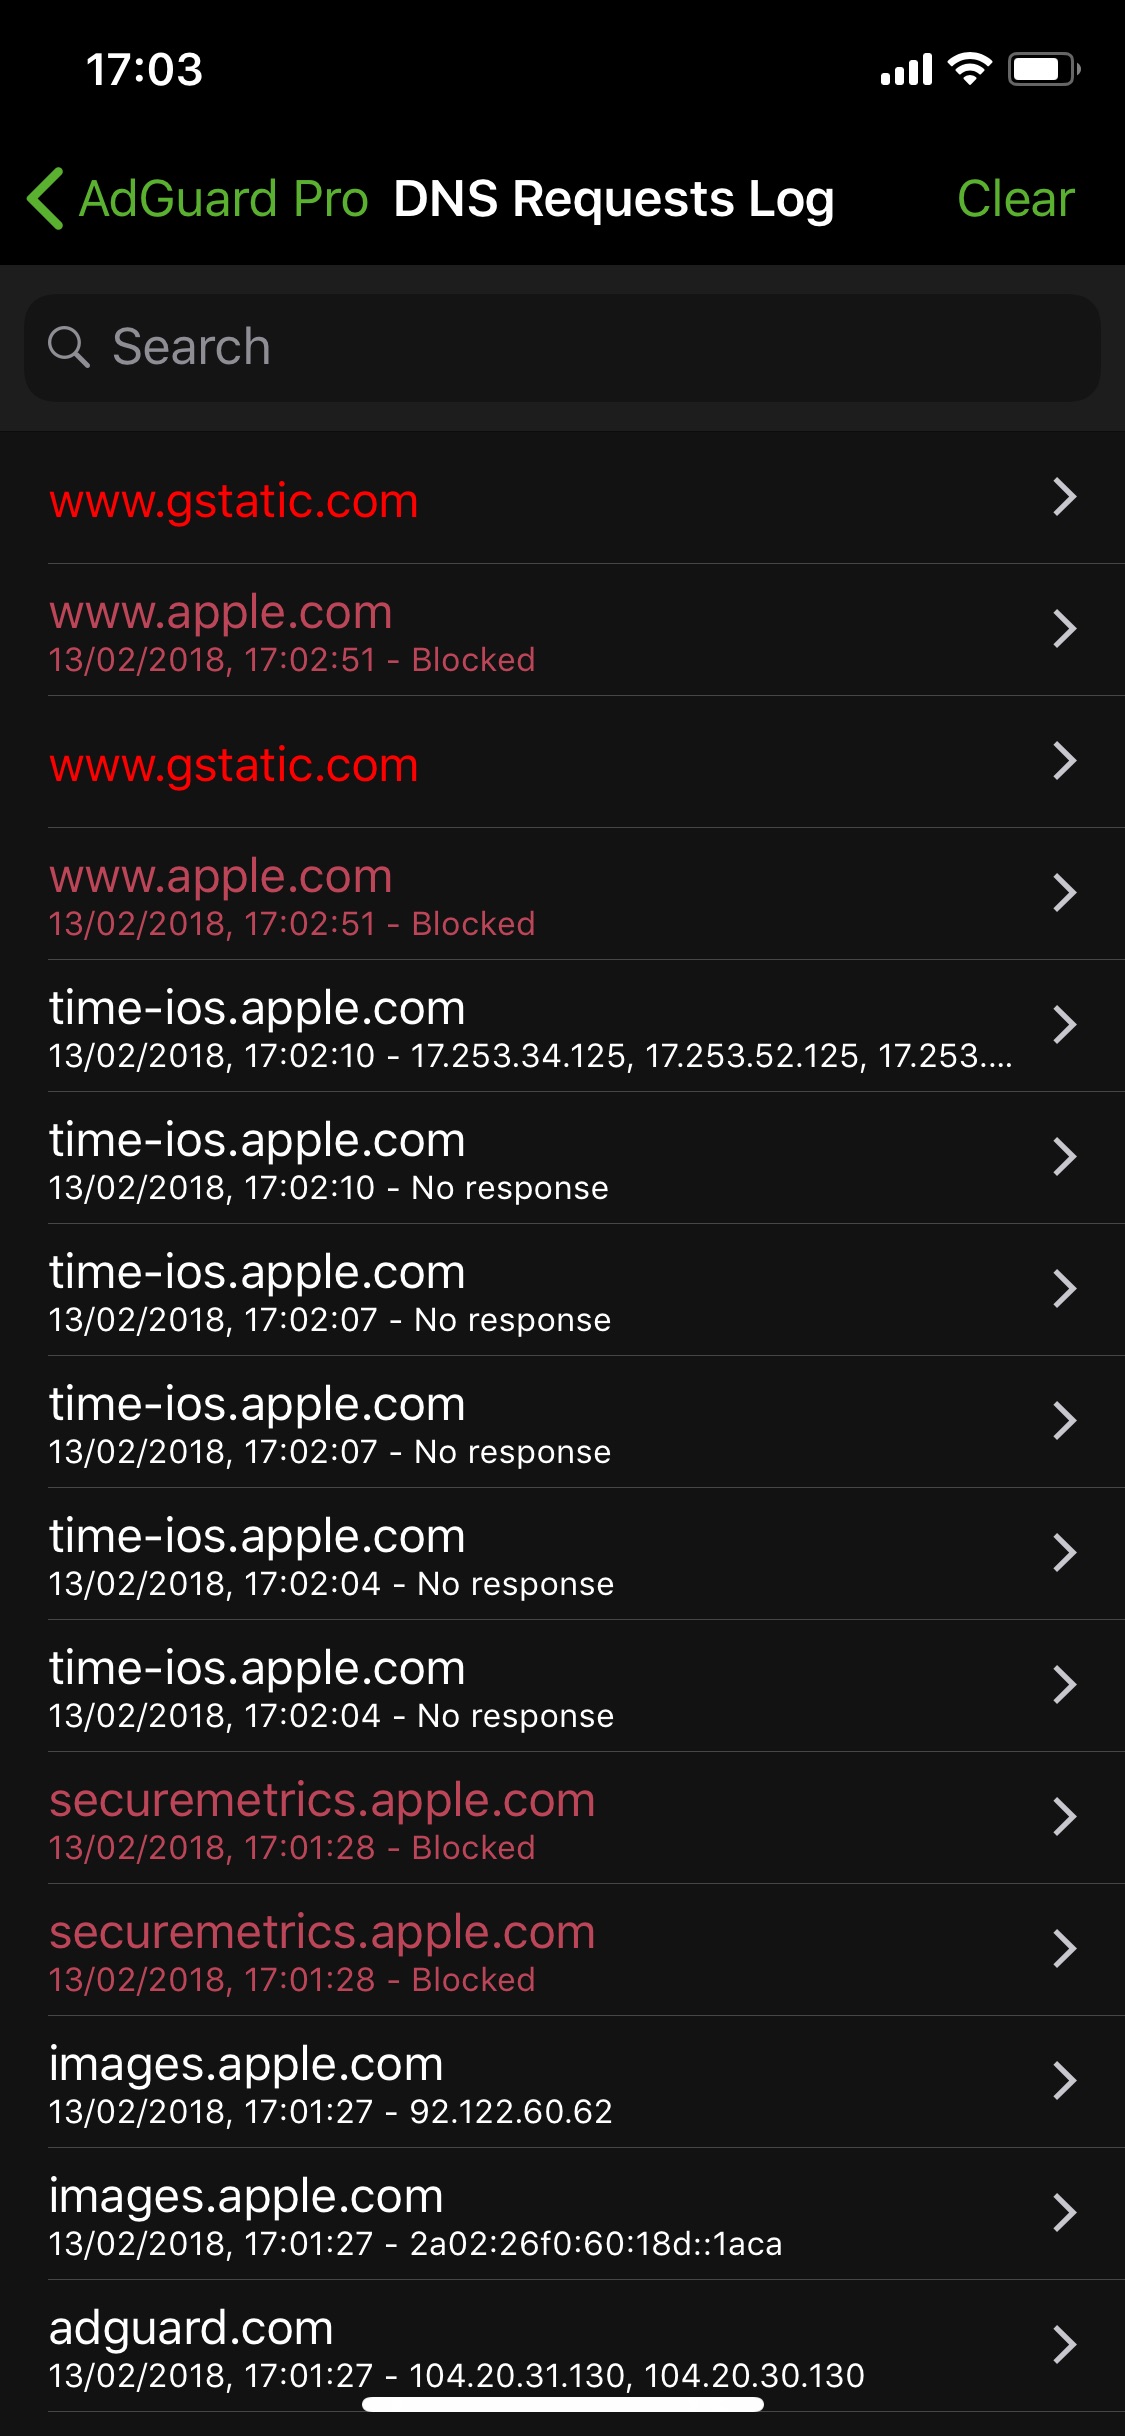 17:03
AdGuard Pro DNS Requests Log Clear
Search
www.gstatic.com
www.apple.com
13/02/2018, 17:02:51 - Blocked
www.gstatic.com
www.apple.com
13/02/2018, 17:02:51 - Blocked
time-ios.apple.com
13/02/2018, 17:02:10 - 17.253.34.125, 17.253.52.125, 17.253....
time-ios.apple.com
13/02/2018, 17:02:10 - No response
time-ios.apple.com
13/02/2018, 17:02:07 - No response
time-ios.apple.com
13/02/2018, 17:02:07 - No response
time-ios.apple.com
13/02/2018, 17:02:04 - No response
time-ios.apple.com
13/02/2018, 17:02:04 - No response
securemetrics.apple.com
13/02/2018, 17:01:28 - Blocked
securemetrics.apple.com
13/02/2018, 17:01:28 - Blocked
images.apple.com
13/02/2018, 17:01:27 - 92.122.60.62
images.apple.com
13/02/2018, 17:01:27 - 2a02:26f0:60:18d::1aca
adguard.com
13/02/2018, 17:01:27 - 104.20.31.130, 104.20.30.130